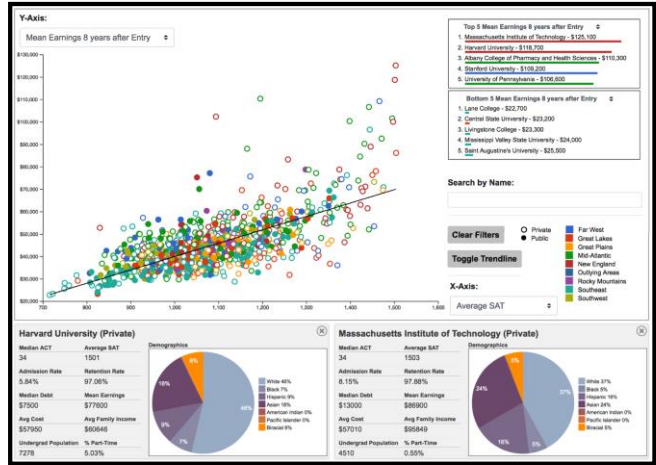 Y-Axis:
Mean Earnings 8 years after Entry
$130,000
$120,000
$110,000
$100,000
$90,000
$80,000
$70,000
$60,000
$50,000
$40,000
$30,000
$20,000
700
800
900
1,000
1,100
1,200
1,300
1,400
1,500
1,600
Top 5 Mean Earnings 8 years after Entry
1. Massachusetts Institute of Technology - $125,100
2. Harvard University - $118,700
3. Albany College of Pharmacy and Health Sciences - $110,300
4. Stanford University - $109,200
5. University of Pennsylvania - $106,600
Bottom 5 Mean Earnings 8 years after Entry
1. Lane College - $22,700
2. Central State University - $23,200
3. Livingstone College - $23,300
4. Mississippi Valley State University - $24,000
5. Saint Augustine's University - $25,500
Search by Name:
Clear Filters
Toggle Trendline
Private
Public
Far West
Great Lakes
Great Plains
Mid-Atlantic
New England
Outlying Areas
Rocky Mountains
Southeast
Southwest
X-Axis:
Average SAT
Harvard University (Private)
Median ACT Average SAT
34 1501
Admission Rate Retention Rate
5.84% 97.08%
Median Debt Mean Earnings
$7500 $77600
Avg Cost Avg Family Income
$57950 $60646
Undergrad Population % Part-Time
7278 5.03%
Demographics
6%
18%
9%
7%
46%
White 46%
Black 7%
Hispanic 9%
Asian 18%
American Indian 0%
Pacific Islander 0%
Biracial 6%
Massachusetts Institute of Technology (Private)
Median ACT Average SAT
34 1503
Admission Rate Retention Rate
8.15% 97.88%
Median Debt Mean Earnings
$13000 $86900
Avg Cost Avg Family Income
$57010 $95849
Undergrad Population % Part-Time
4510 0.55%
Demographics
5%
24%
16%
5%
37%
White 37%
Black 5%
Hispanic 16%
Asian 24%
American Indian 0%
Pacific Islander 0%
Biracial 5%